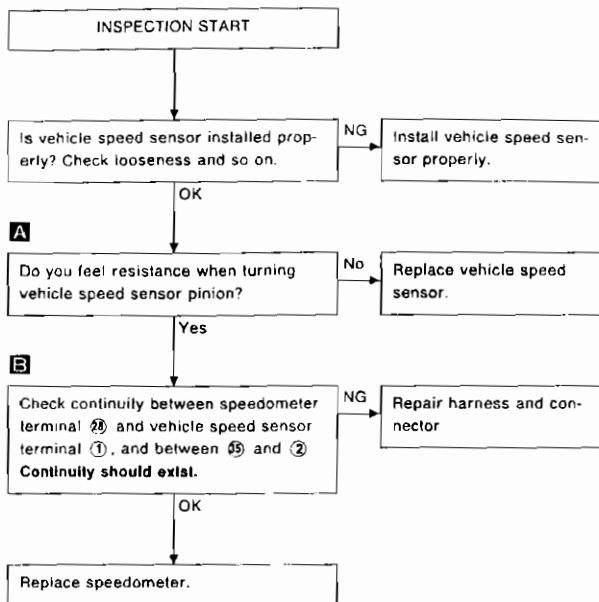 INSPECTION START
Is vehicle speed sensor installed prop-
erly? Check looseness and so on.
NG
Install vehicle speed sen-
sor properly.
OK
A
Do you feel resistance when turning
vehicle speed sensor pinion?
No
Replace vehicle speed
sensor.
Yes
B
Check continuity between speedometer
terminal ㉘ and vehicle speed sensor
terminal ①, and between ㉟ and ②
Continuity should exist.
NG
Repair harness and con-
nector
OK
Replace speedometer.